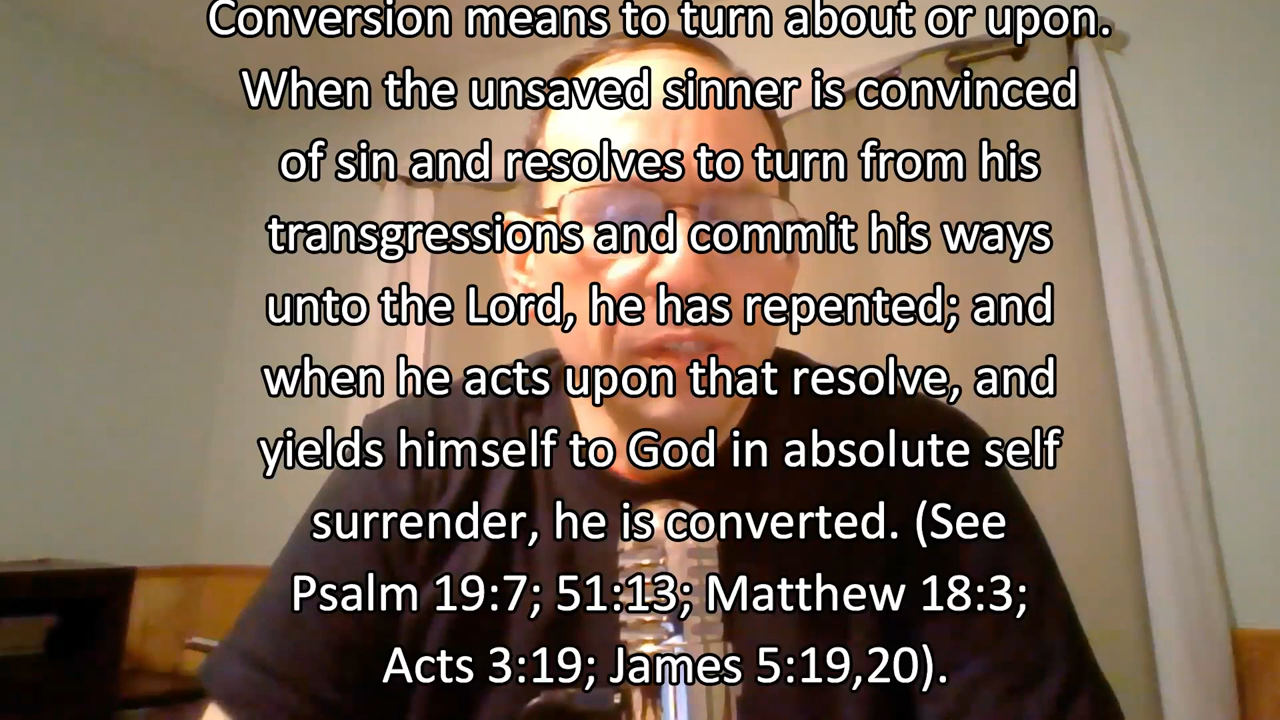 Conversion means to turn about or upon.
When the unsaved sinner is convinced
of sin and resolves to turn from his
transgressions and commit his ways
unto the Lord, he has repented; and
when he acts upon that resolve, and
yields himself to God in absolute self
surrender, he is converted. (See
Psalm 19:7; 51:13; Matthew 18:3;
Acts 3:19; James 5:19,20).